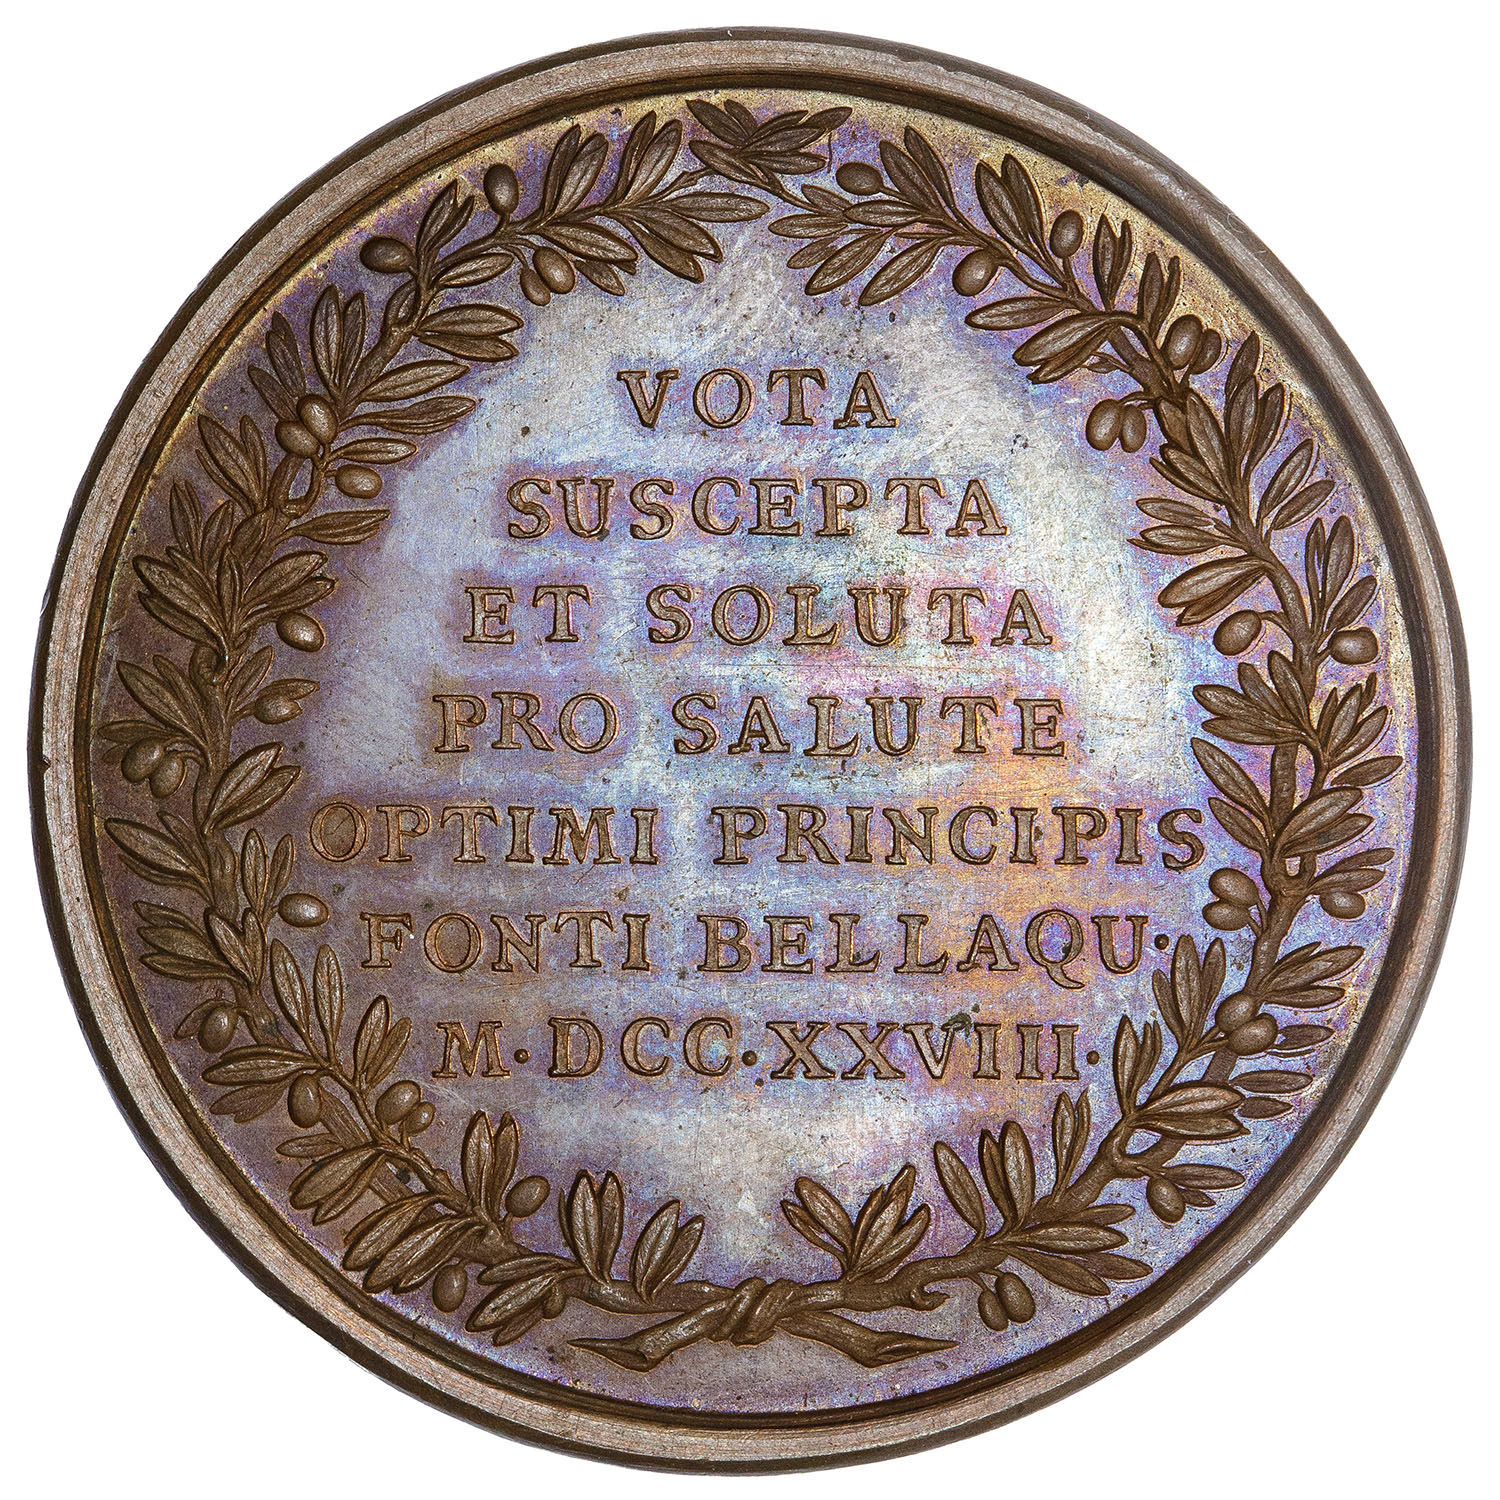 VOTA
SUSCEPTA
ET SOLUTA
PRO SALUTE
OPTIMI PRINCIPIS
FONTI BELLAQU·
M·DCC·XXVIII·